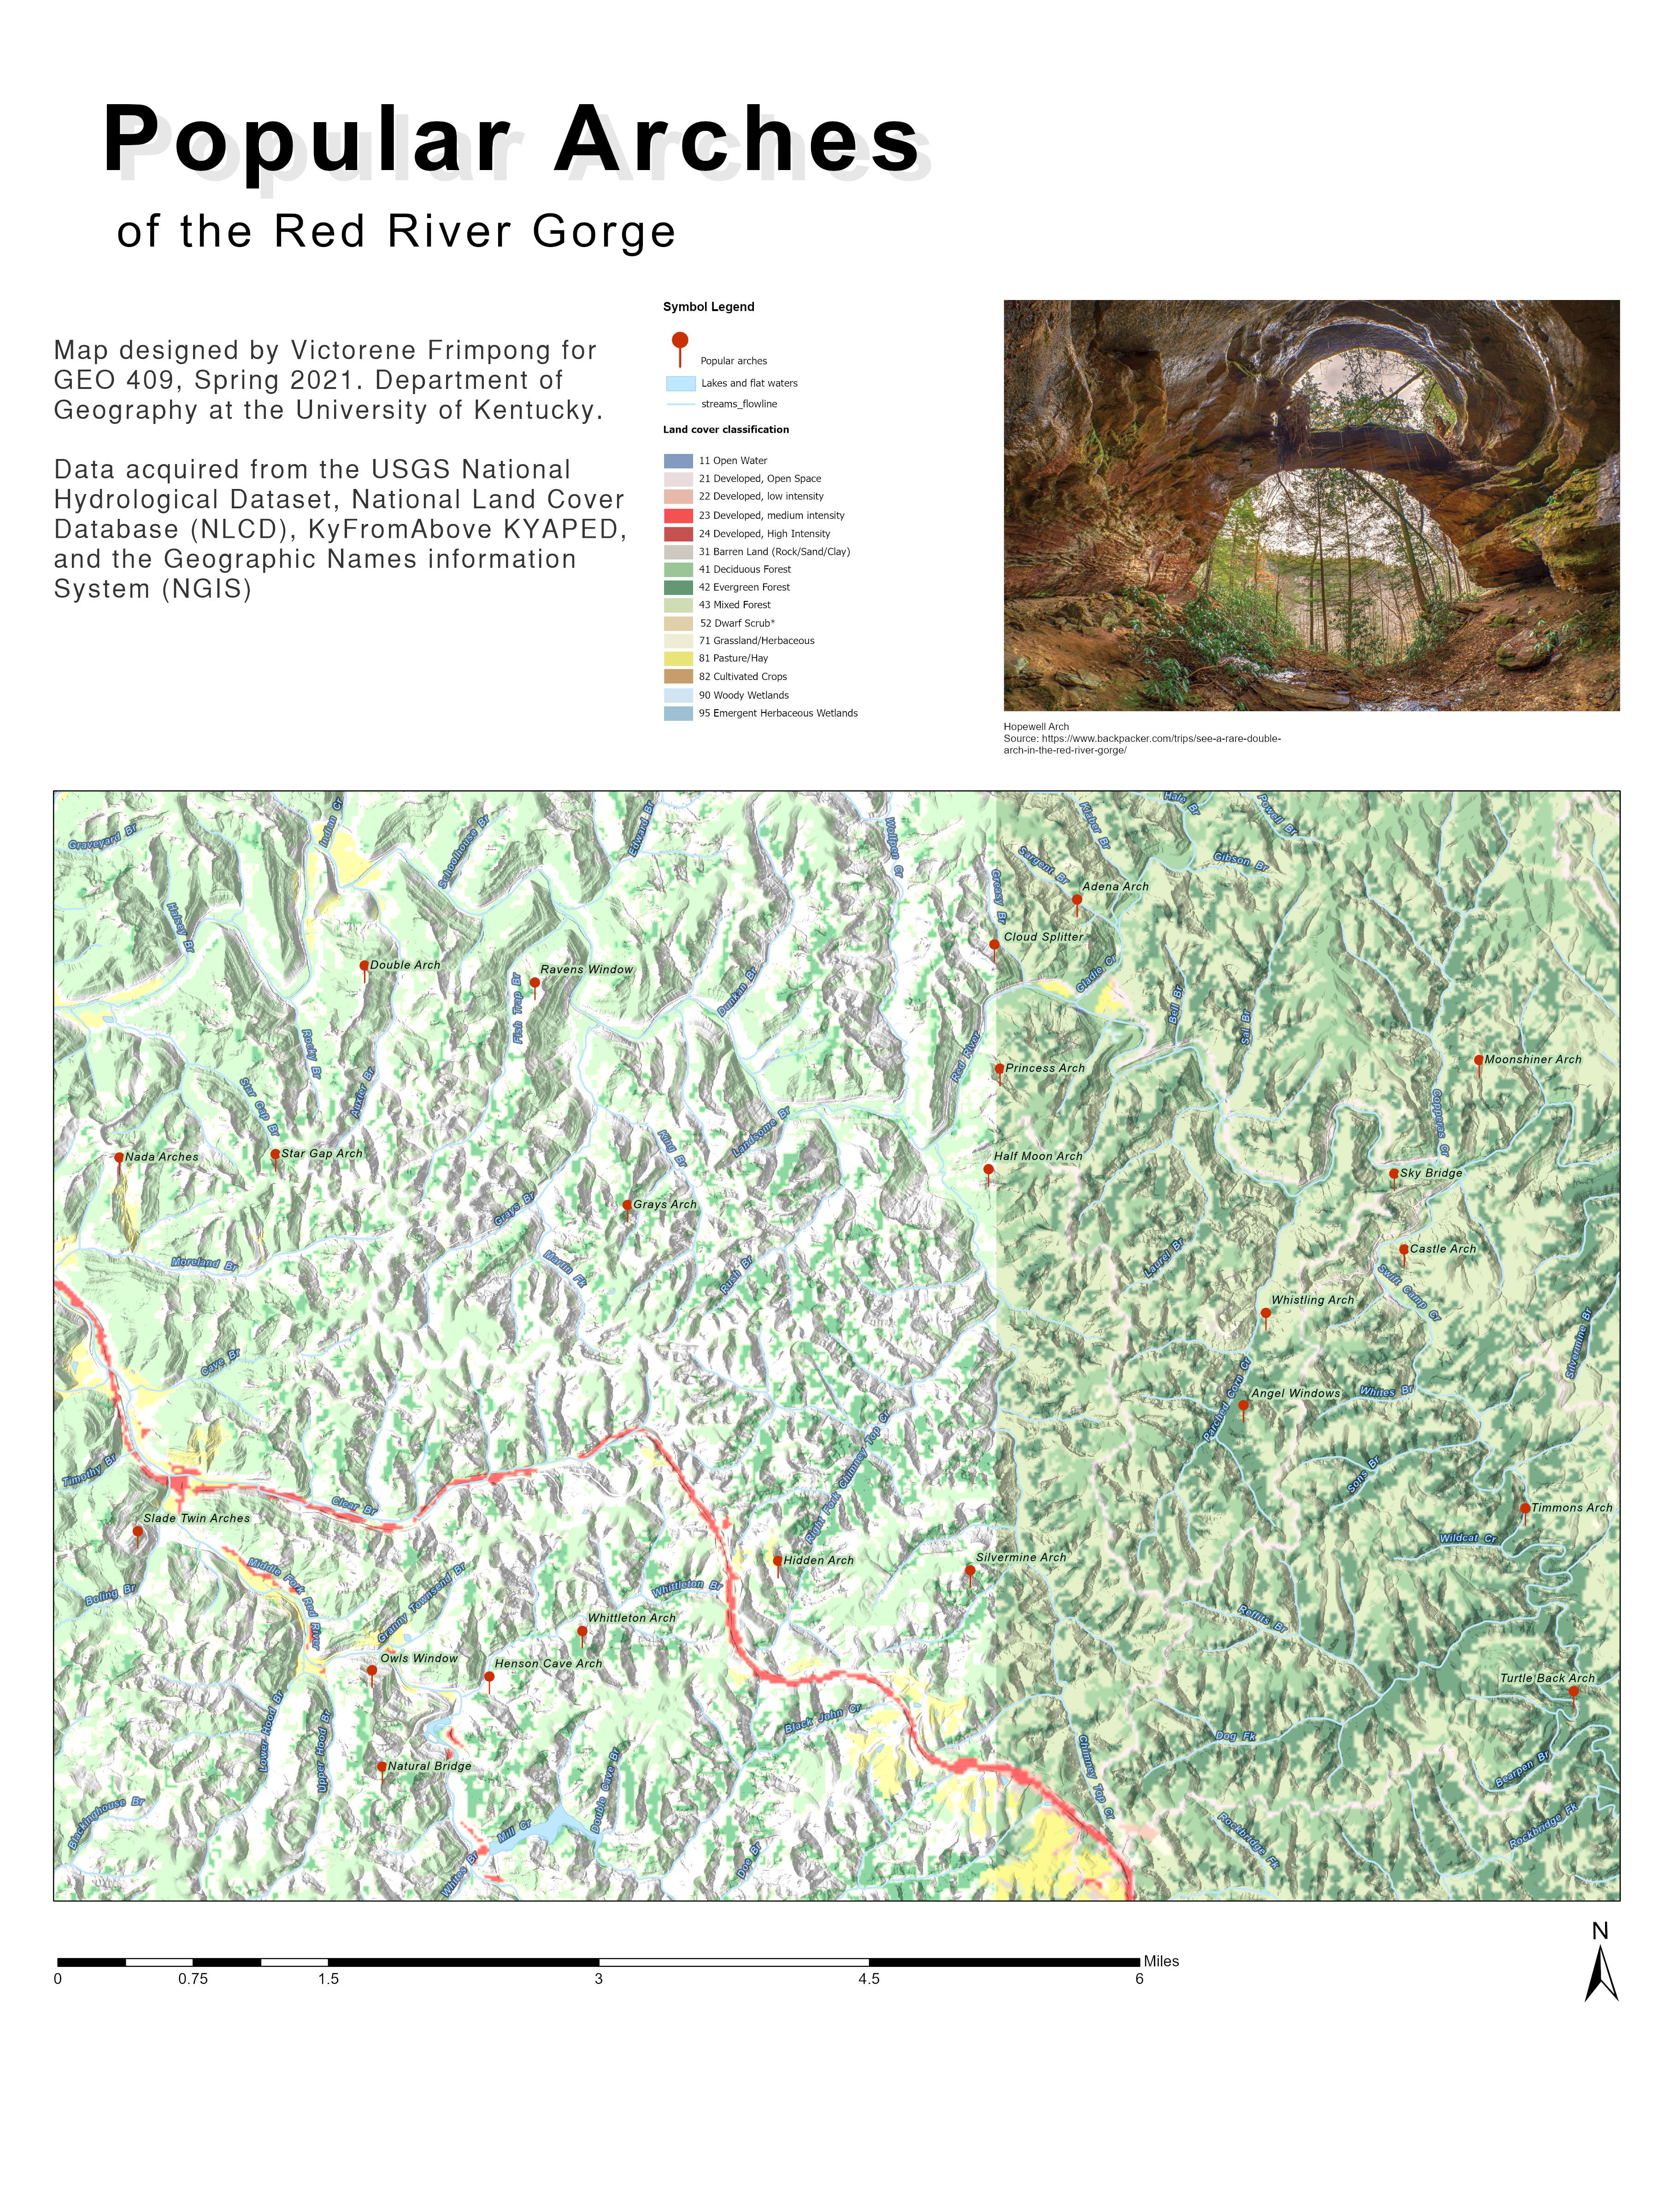 Popular Arches
of the Red River Gorge
Map designed by Victorene Frimpong for
GEO 409, Spring 2021. Department of
Geography at the University of Kentucky.
Data acquired from the USGS National
Hydrological Dataset, National Land Cover
Database (NLCD), KyFromAbove KYAPED,
and the Geographic Names information
System (NGIS)
Symbol Legend
Popular arches
Lakes and flat waters
streams_flowline
Land cover classification
11 Open Water
21 Developed, Open Space
22 Developed, low intensity
23 Developed, medium intensity
24 Developed, High Intensity
31 Barren Land (Rock/Sand/Clay)
41 Deciduous Forest
42 Evergreen Forest
43 Mixed Forest
52 Dwarf Scrub*
71 Grassland/Herbaceous
81 Pasture/Hay
82 Cultivated Crops
90 Woody Wetlands
95 Emergent Herbaceous Wetlands
Hopewell Arch
Source: https://www.backpacker.com/trips/see-a-rare-double-
arch-in-the-red-river-gorge/
Graveyard Br
Indian Cr
Schoolhouse Br
Edward Br
Wolfpen Cr
Klaber Br
Hale Br
Powell Br
Sargent Br
Gibson Br
Greasy Br
Adena Arch
Halsey Br
Cloud Splitter
Double Arch
Ravens Window
Fish Trap Br
Dunkan Br
Gladie Cr
Bell Br
Sal Br
Rocky Br
Auxier Br
Star Gap Br
Red River
Princess Arch
Moonshiner Arch
Copperas Cr
King Br
Landsome Br
Nada Arches
Star Gap Arch
Half Moon Arch
Sky Bridge
Grays Br
Grays Arch
Moreland Br
Martin Fk
Rush Br
Laurel Br
Castle Arch
Swift Camp Cr
Whistling Arch
Silvermine Br
Cave Br
Parched Corn Cr
Angel Windows
Whites Br
Right Fork Chimney Top Cr
Timothy Br
Sons Br
Clear Br
Slade Twin Arches
Timmons Arch
Wildcat Cr
Middle Fork Red River
Hidden Arch
Silvermine Arch
Boling Br
Granny Townsend Br
Whittleton Br
Whittleton Arch
Reffits Br
Owls Window
Henson Cave Arch
Turtle Back Arch
Lower Hood Br
Upper Hood Br
Black John Cr
Dog Fk
Chimney Top Cr
Natural Bridge
Bearpen Br
Double Cave Br
Blackinghouse Br
Mill Cr
Whites Br
Doe Br
Rockbridge Fk
Rockbridge Fk
N
Miles
0
0.75
1.5
3
4.5
6